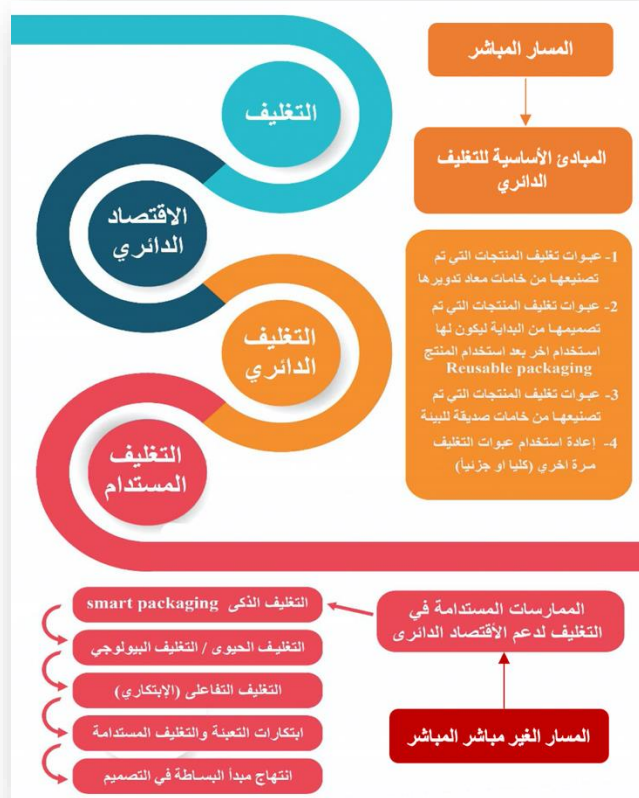 المسار المباشر
المبادئ الأساسية للتغليف
الدائري
1- عبوات تغليف المنتجات التي تم
تصنيعها من خامات معاد تدويرها
2- عبوات تغليف المنتجات التي تم
تصميمها من البداية ليكون لها
استخدام اخر بعد استخدام المنتج
Reusable packaging
3- عبوات تغليف المنتجات التي تم
تصنيعها من خامات صديقة للبيئة
4- إعادة استخدام عبوات التغليف
مرة اخري (كليا او جزئياً)
التغليف
الاقتصاد
الدائري
التغليف
الدائري
التغليف
المستدام
الممارسات المستدامة في
التغليف لدعم الأقتصاد الدائرى
المسار الغير مباشر المباشر
التغليف الذكى smart packaging
التغليف الحيوى / التغليف البيولوجي
التغليف التفاعلى (الإبتكاري)
ابتكارات التعبئة والتغليف المستدامة
انتهاج مبدأ البساطة في التصميم